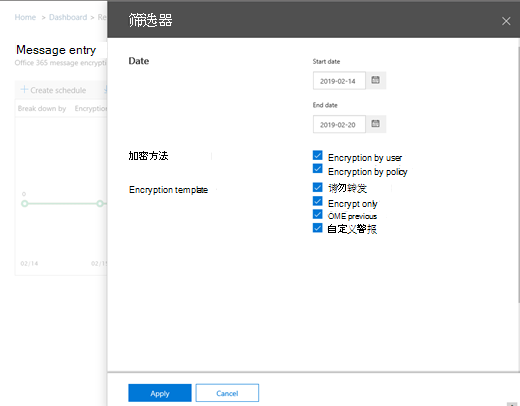 Home > Dashboard > Re
Message entry
Office 365 message encrypti
+ Create schedule
Break down by Encryption
02/14
筛选器
Date
Start date
2019-02-14
End date
2019-02-20
加密方法
Encryption by user
Encryption by policy
Encryption template
请勿转发
Encrypt only
OME previous
自定义警报
Apply
Cancel